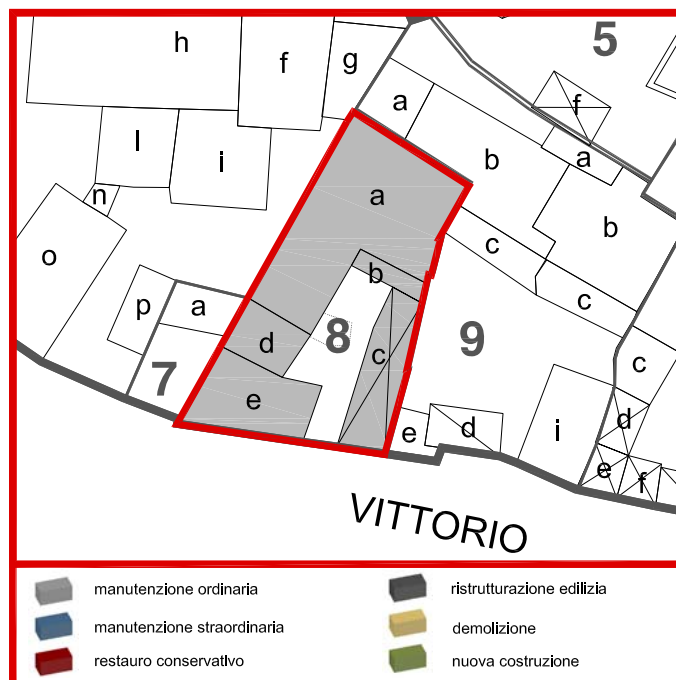 h
f
g
5
a
f
l
i
b
a
n
a
b
o
c
b
c
p
a
8
9
d
c
c
7
e
d
e
d
i
e
f
VITTORIO
manutenzione ordinaria
ristrutturazione edilizia
manutenzione straordinaria
demolizione
restauro conservativo
nuova costruzione